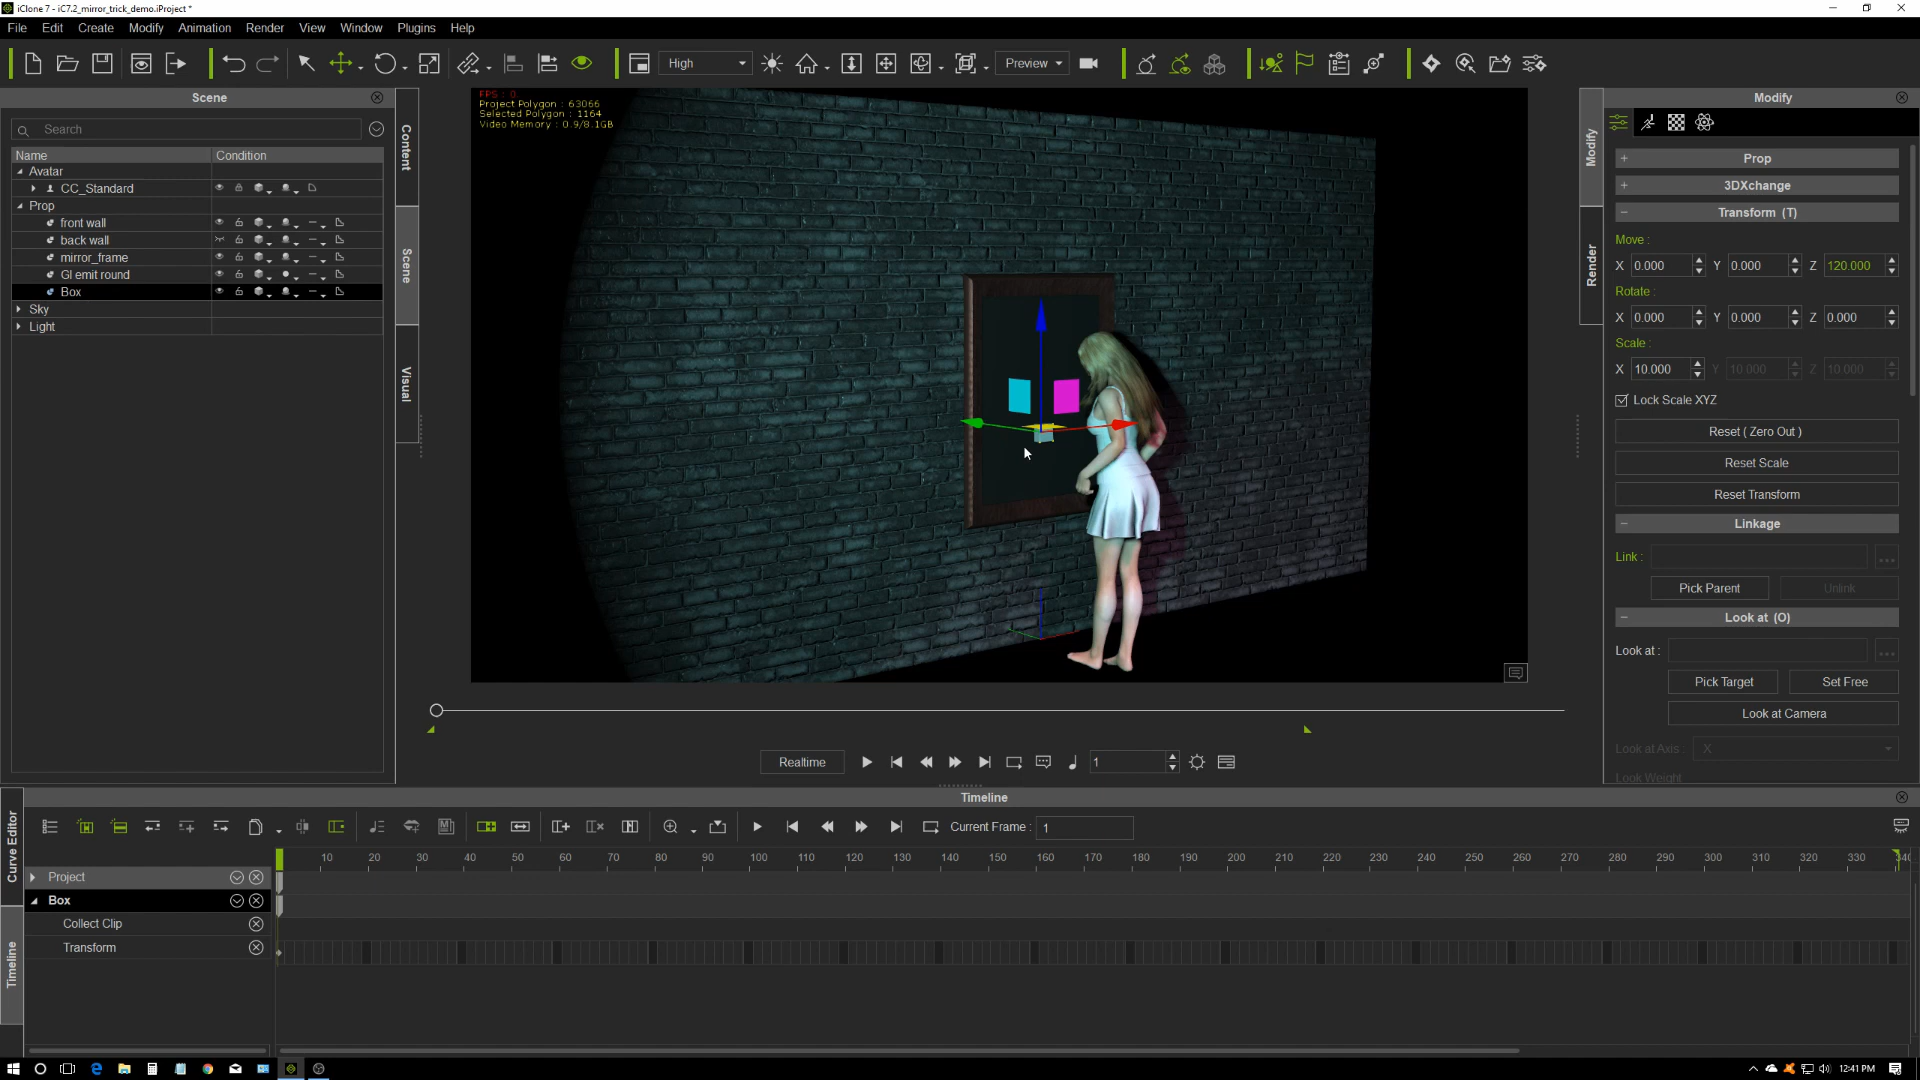 iClone 7 - iC7.2_mirror_trick_demo.iProject *
File Edit Create Modify Animation Render View Window Plugins Help
High
Preview
Scene
Search
Name Condition
Avatar
CC_Standard
Prop
front wall
back wall
mirror_frame
GI emit round
Box
Sky
Light
Content
Scene
Visual
FPS : 0
Project Polygon : 63066
Selected Polygon : 1164
Video Memory : 0.9/8.1GB
Modify
Modify
Render
Prop
3DXchange
Transform (T)
Move :
X 0.000 Y 0.000 Z 120.000
Rotate :
X 0.000 Y 0.000 Z 0.000
Scale :
X 10.000 Y 10.000 Z 10.000
Lock Scale XYZ
Reset ( Zero Out )
Reset Scale
Reset Transform
Linkage
Link :
Pick Parent Unlink
Look at (O)
Look at :
Pick Target Set Free
Look at Camera
Look at Axis : X
Look Weight
Realtime 1
Timeline
Current Frame : 1
10 20 30 40 50 60 70 80 90 100 110 120 130 140 150 160 170 180 190 200 210 220 230 240 250 260 270 280 290 300 310 320 330 340
Curve Editor
Timeline
Project
Box
Collect Clip
Transform
12:41 PM